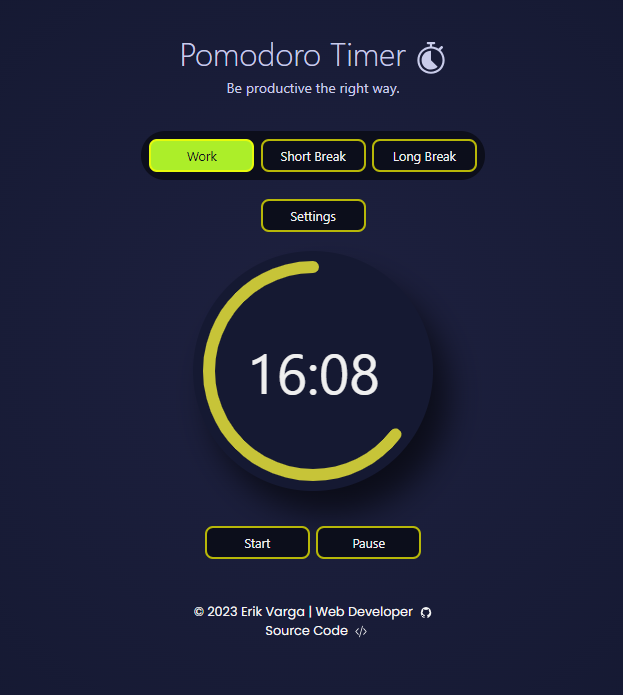 Pomodoro Timer
Be productive the right way.
Work Short Break Long Break
Settings
16:08
Start Pause
© 2023 Erik Varga | Web Developer
Source Code </>